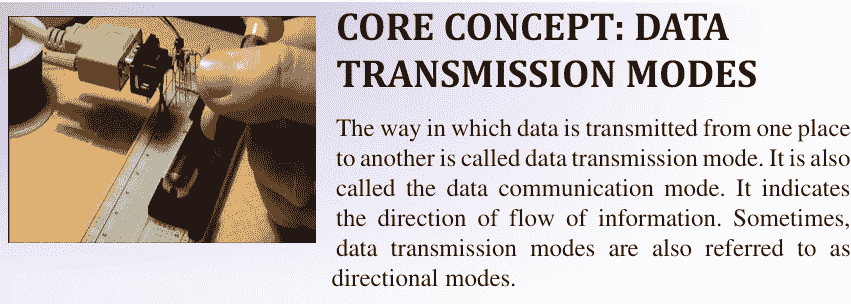 CORE CONCEPT: DATA
TRANSMISSION MODES
The way in which data is transmitted from one place
to another is called data transmission mode. It is also
called the data communication mode. It indicates
the direction of flow of information. Sometimes,
data transmission modes are also referred to as
directional modes.